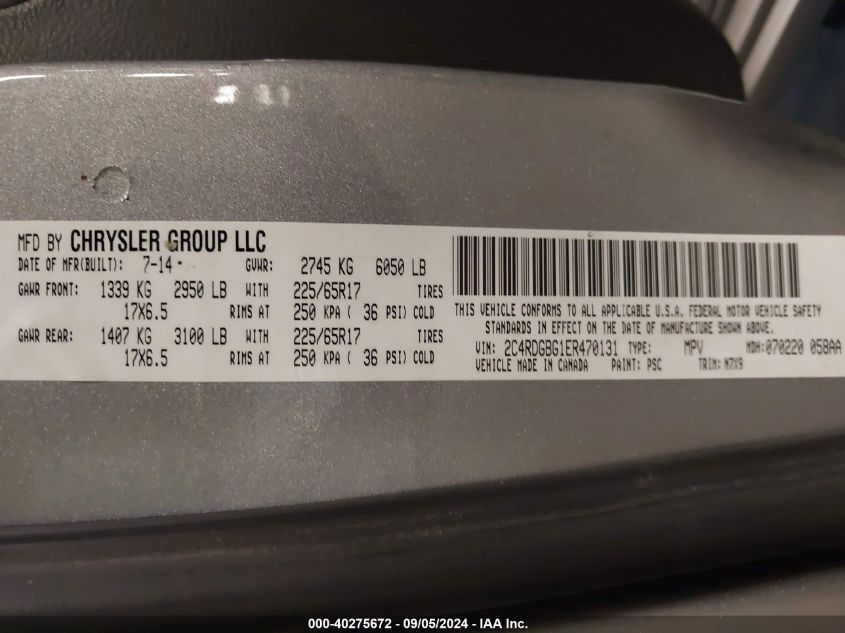 MFD BY CHRYSLER GROUP LLC
DATE OF MFR(BUILT): 7-14 GVWR: 2745 KG 6050 LB
GAWR FRONT: 1339 KG 2950 LB WITH 225/65R17 TIRES
17X6.5 RIMS AT 250 KPA ( 36 PSI) COLD
GAWR REAR: 1407 KG 3100 LB WITH 225/65R17 TIRES
17X6.5 RIMS AT 250 KPA ( 36 PSI) COLD
THIS VEHICLE CONFORMS TO ALL APPLICABLE U.S.A. FEDERAL MOTOR VEHICLE SAFETY
STANDARDS IN EFFECT ON THE DATE OF MANUFACTURE SHOWN ABOVE.
VIN: 2C4RDGBG1ER470131 TYPE: MPV MDH:070220 058AA
VEHICLE MADE IN CANADA PAINT: PSC TRIM: M7X9
000-40275672 - 09/05/2024 - IAA Inc.